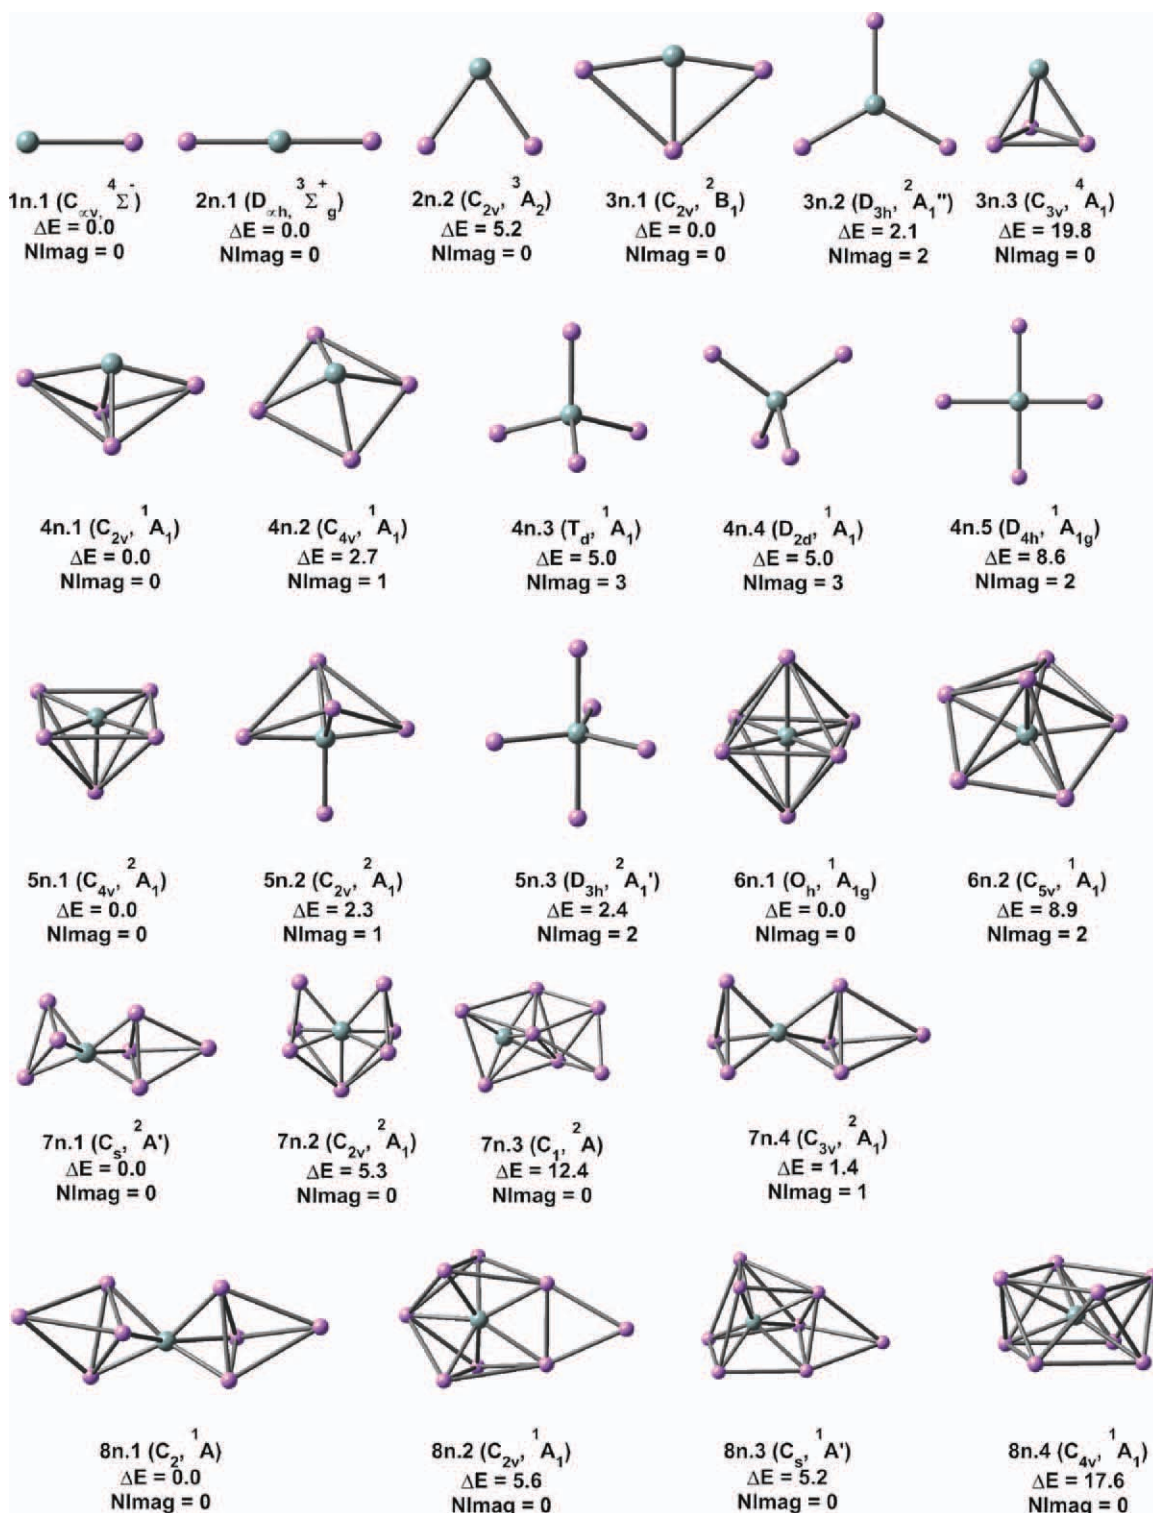 1n.1 (C∝v, ⁴Σ⁻)
ΔE = 0.0
NImag = 0
2n.1 (D∝h, ³Σ⁺g)
ΔE = 0.0
NImag = 0
2n.2 (C2v, ³A2)
ΔE = 5.2
NImag = 0
3n.1 (C2v, ²B1)
ΔE = 0.0
NImag = 0
3n.2 (D3h, ²A1'')
ΔE = 2.1
NImag = 2
3n.3 (C3v, ⁴A1)
ΔE = 19.8
NImag = 0
4n.1 (C2v, ¹A1)
ΔE = 0.0
NImag = 0
4n.2 (C4v, ¹A1)
ΔE = 2.7
NImag = 1
4n.3 (Td, ¹A1)
ΔE = 5.0
NImag = 3
4n.4 (D2d, ¹A1)
ΔE = 5.0
NImag = 3
4n.5 (D4h, ¹A1g)
ΔE = 8.6
NImag = 2
5n.1 (C4v, ²A1)
ΔE = 0.0
NImag = 0
5n.2 (C2v, ²A1)
ΔE = 2.3
NImag = 1
5n.3 (D3h, ²A1')
ΔE = 2.4
NImag = 2
6n.1 (Oh, ¹A1g)
ΔE = 0.0
NImag = 0
6n.2 (C5v, ¹A1)
ΔE = 8.9
NImag = 2
7n.1 (Cs, ²A')
ΔE = 0.0
NImag = 0
7n.2 (C2v, ²A1)
ΔE = 5.3
NImag = 0
7n.3 (C1, ²A)
ΔE = 12.4
NImag = 0
7n.4 (C3v, ²A1)
ΔE = 1.4
NImag = 1
8n.1 (C2, ¹A)
ΔE = 0.0
NImag = 0
8n.2 (C2v, ¹A1)
ΔE = 5.6
NImag = 0
8n.3 (Cs, ¹A')
ΔE = 5.2
NImag = 0
8n.4 (C4v, ¹A1)
ΔE = 17.6
NImag = 0